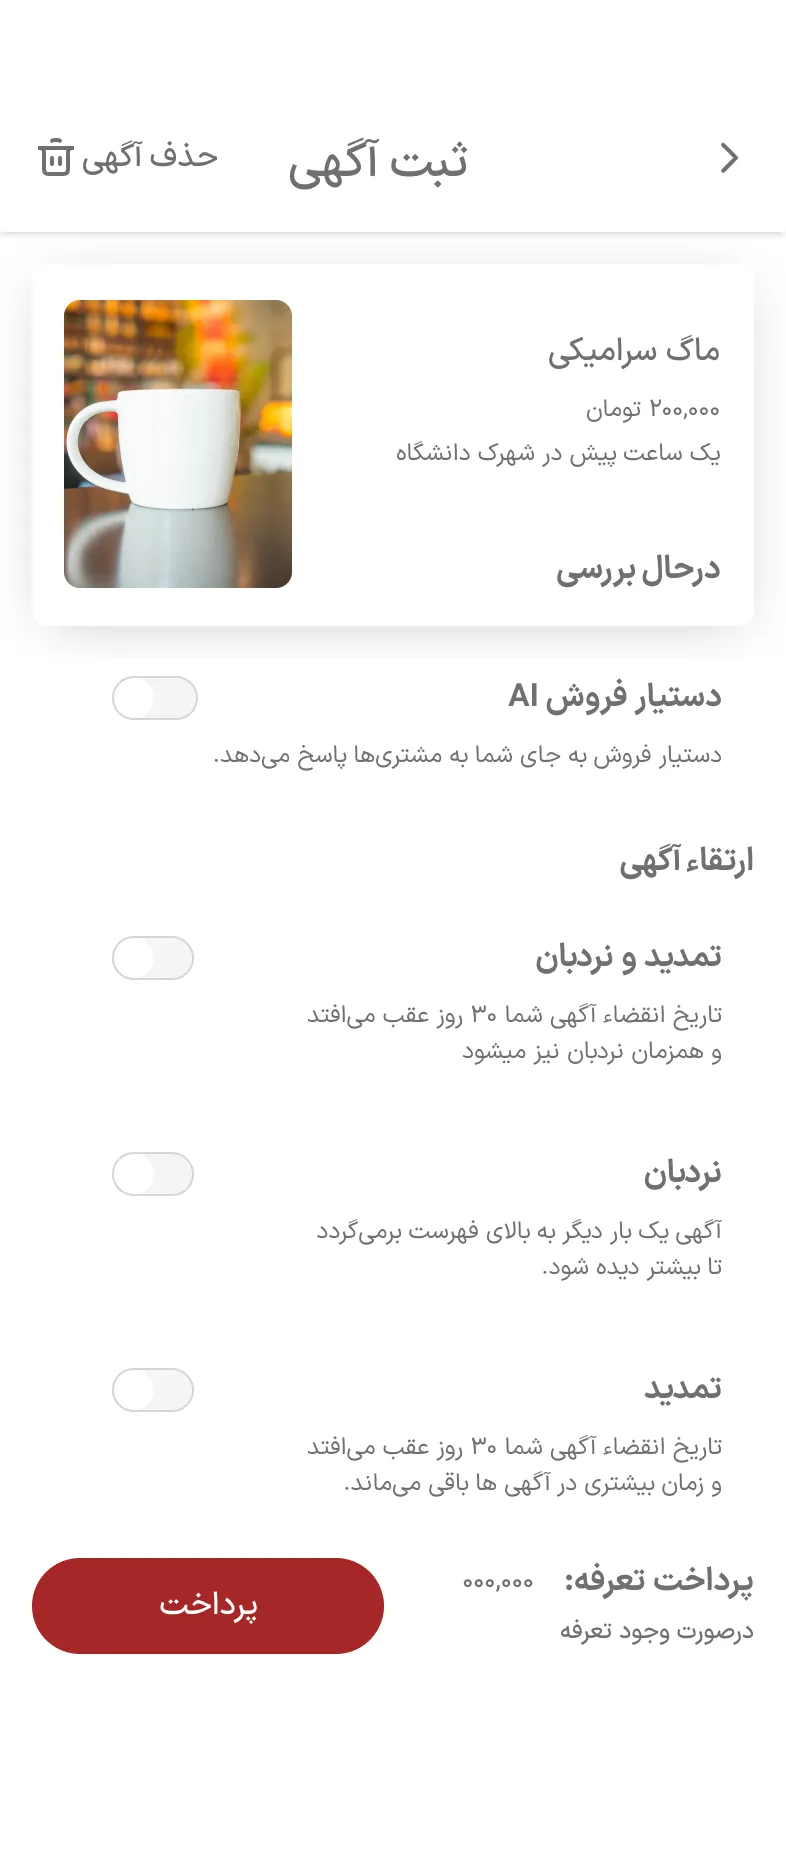 ثبت آگهی
حذف آگهی
ماگ سرامیکی
۲۰۰,۰۰۰ تومان
یک ساعت پیش در شهرک دانشگاه
درحال بررسی
دستیار فروش AI
دستیار فروش به جای شما به مشتری‌ها پاسخ می‌دهد.
ارتقاء آگهی
تمدید و نردبان
تاریخ انقضاء آگهی شما ۳۰ روز عقب می‌افتد
و همزمان نردبان نیز میشود
نردبان
آگهی یک بار دیگر به بالای فهرست برمی‌گردد
تا بیشتر دیده شود.
تمدید
تاریخ انقضاء آگهی شما ۳۰ روز عقب می‌افتد
و زمان بیشتری در آگهی ها باقی می‌ماند.
پرداخت تعرفه: ۰۰۰,۰۰۰
درصورت وجود تعرفه
پرداخت